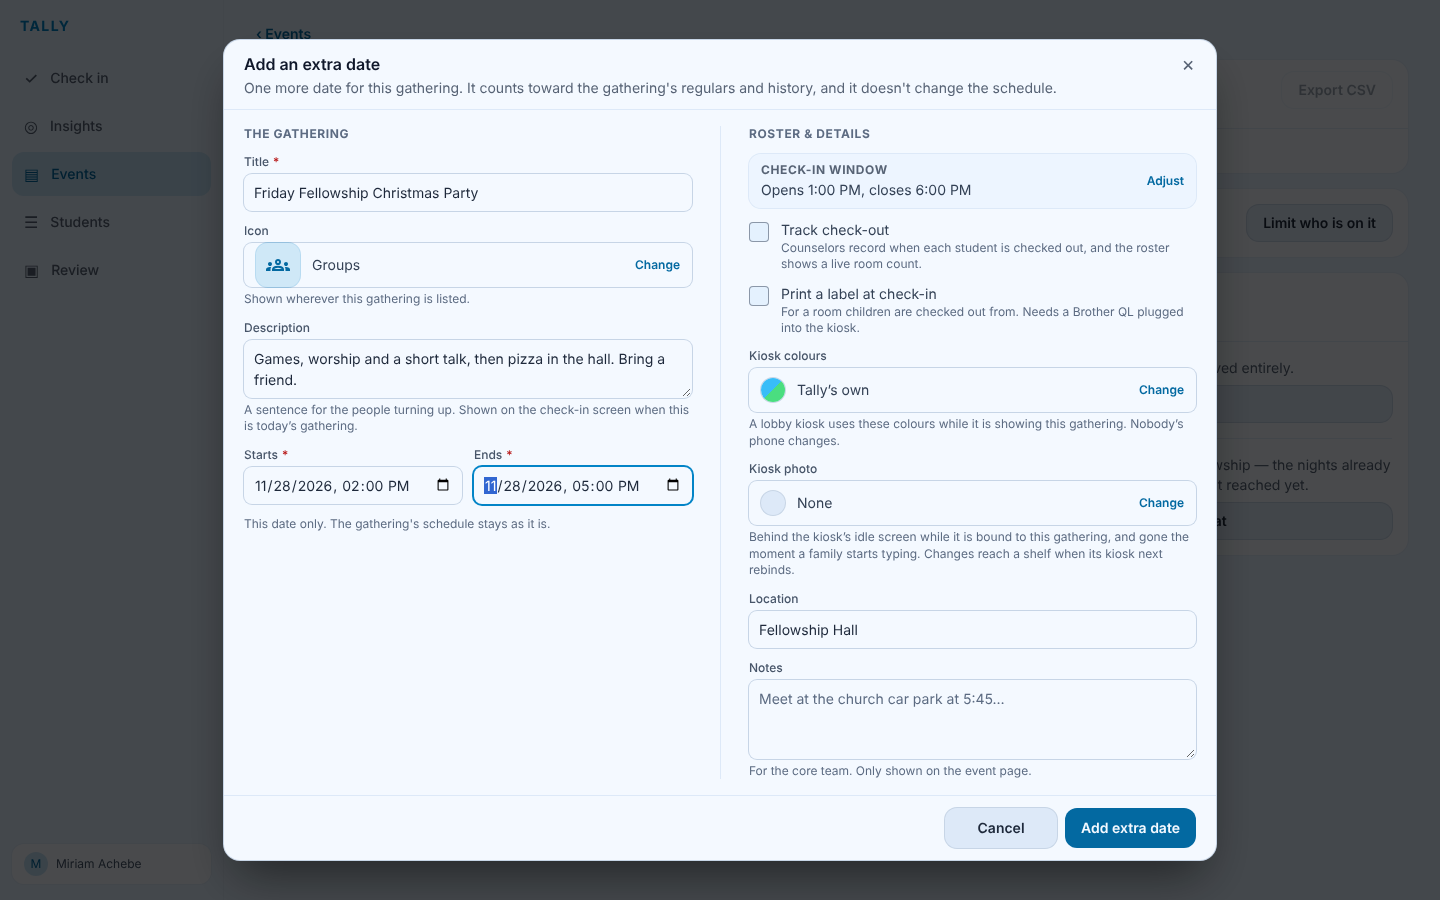 TALLY
Check in
Insights
Events
Students
Review
M
Miriam Achebe
‹ Events
Export CSV
Limit who is on it
ved entirely.
wship — the nights already
t reached yet.
at
Add an extra date
One more date for this gathering. It counts toward the gathering's regulars and history, and it doesn't change the schedule.
×
THE GATHERING
Title *
Friday Fellowship Christmas Party
Icon
Groups
Change
Shown wherever this gathering is listed.
Description
Games, worship and a short talk, then pizza in the hall. Bring a
friend.
A sentence for the people turning up. Shown on the check-in screen when this
is today’s gathering.
Starts *
11/28/2026, 02:00 PM
Ends *
11/28/2026, 05:00 PM
This date only. The gathering's schedule stays as it is.
ROSTER & DETAILS
CHECK-IN WINDOW
Opens 1:00 PM, closes 6:00 PM
Adjust
Track check-out
Counselors record when each student is checked out, and the roster
shows a live room count.
Print a label at check-in
For a room children are checked out from. Needs a Brother QL plugged
into the kiosk.
Kiosk colours
Tally’s own
Change
A lobby kiosk uses these colours while it is showing this gathering. Nobody’s
phone changes.
Kiosk photo
None
Change
Behind the kiosk’s idle screen while it is bound to this gathering, and gone the
moment a family starts typing. Changes reach a shelf when its kiosk next
rebinds.
Location
Fellowship Hall
Notes
Meet at the church car park at 5:45…
For the core team. Only shown on the event page.
Cancel
Add extra date